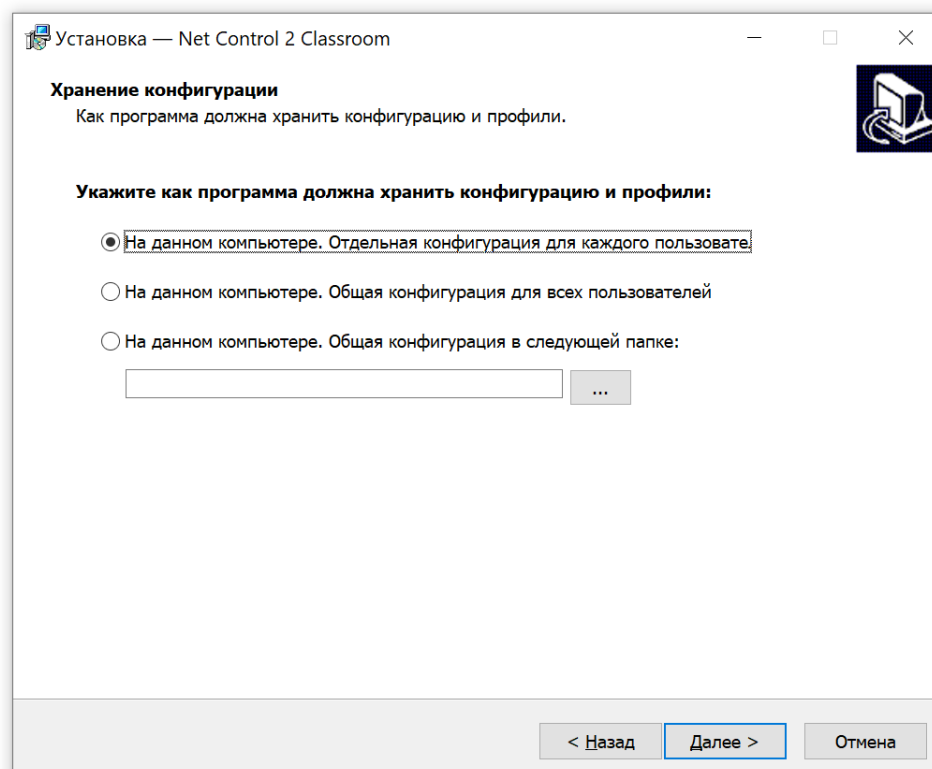 Установка — Net Control 2 Classroom
Хранение конфигурации
Как программа должна хранить конфигурацию и профили.
Укажите как программа должна хранить конфигурацию и профили:
На данном компьютере. Отдельная конфигурация для каждого пользовате
На данном компьютере. Общая конфигурация для всех пользователей
На данном компьютере. Общая конфигурация в следующей папке:
...
< Назад Далее > Отмена